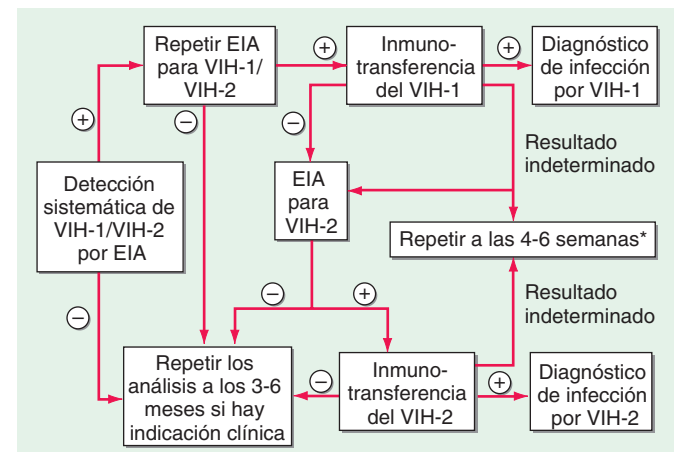 Repetir EIA
para VIH-1/
VIH-2
+
Inmuno-
transferencia
del VIH-1
+
Diagnóstico
de infección
por VIH-1
+
−
−
Resultado
indeterminado
Detección
sistemática de
VIH-1/VIH-2
por EIA
EIA
para
VIH-2
Repetir a las 4-6 semanas*
−
−
+
Resultado
indeterminado
Repetir los
análisis a los 3-6
meses si hay
indicación clínica
−
Inmuno-
transferencia
del VIH-2
+
Diagnóstico
de infección
por VIH-2